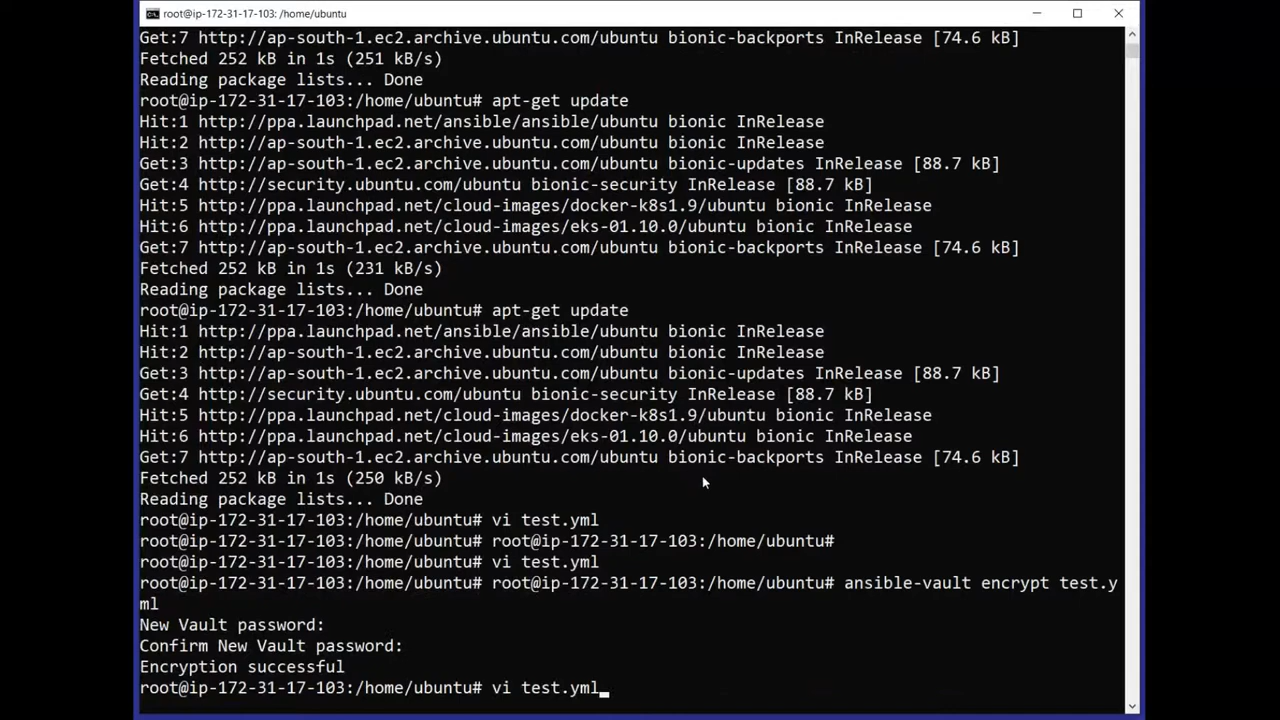 root@ip-172-31-17-103: /home/ubuntu
Get:7 http://ap-south-1.ec2.archive.ubuntu.com/ubuntu bionic-backports InRelease [74.6 kB]
Fetched 252 kB in 1s (251 kB/s)
Reading package lists... Done
root@ip-172-31-17-103:/home/ubuntu# apt-get update
Hit:1 http://ppa.launchpad.net/ansible/ansible/ubuntu bionic InRelease
Hit:2 http://ap-south-1.ec2.archive.ubuntu.com/ubuntu bionic InRelease
Get:3 http://ap-south-1.ec2.archive.ubuntu.com/ubuntu bionic-updates InRelease [88.7 kB]
Get:4 http://security.ubuntu.com/ubuntu bionic-security InRelease [88.7 kB]
Hit:5 http://ppa.launchpad.net/cloud-images/docker-k8s1.9/ubuntu bionic InRelease
Hit:6 http://ppa.launchpad.net/cloud-images/eks-01.10.0/ubuntu bionic InRelease
Get:7 http://ap-south-1.ec2.archive.ubuntu.com/ubuntu bionic-backports InRelease [74.6 kB]
Fetched 252 kB in 1s (231 kB/s)
Reading package lists... Done
root@ip-172-31-17-103:/home/ubuntu# apt-get update
Hit:1 http://ppa.launchpad.net/ansible/ansible/ubuntu bionic InRelease
Hit:2 http://ap-south-1.ec2.archive.ubuntu.com/ubuntu bionic InRelease
Get:3 http://ap-south-1.ec2.archive.ubuntu.com/ubuntu bionic-updates InRelease [88.7 kB]
Get:4 http://security.ubuntu.com/ubuntu bionic-security InRelease [88.7 kB]
Hit:5 http://ppa.launchpad.net/cloud-images/docker-k8s1.9/ubuntu bionic InRelease
Hit:6 http://ppa.launchpad.net/cloud-images/eks-01.10.0/ubuntu bionic InRelease
Get:7 http://ap-south-1.ec2.archive.ubuntu.com/ubuntu bionic-backports InRelease [74.6 kB]
Fetched 252 kB in 1s (250 kB/s)
Reading package lists... Done
root@ip-172-31-17-103:/home/ubuntu# vi test.yml
root@ip-172-31-17-103:/home/ubuntu# root@ip-172-31-17-103:/home/ubuntu#
root@ip-172-31-17-103:/home/ubuntu# vi test.yml
root@ip-172-31-17-103:/home/ubuntu# root@ip-172-31-17-103:/home/ubuntu# ansible-vault encrypt test.y
ml
New Vault password:
Confirm New Vault password:
Encryption successful
root@ip-172-31-17-103:/home/ubuntu# vi test.yml